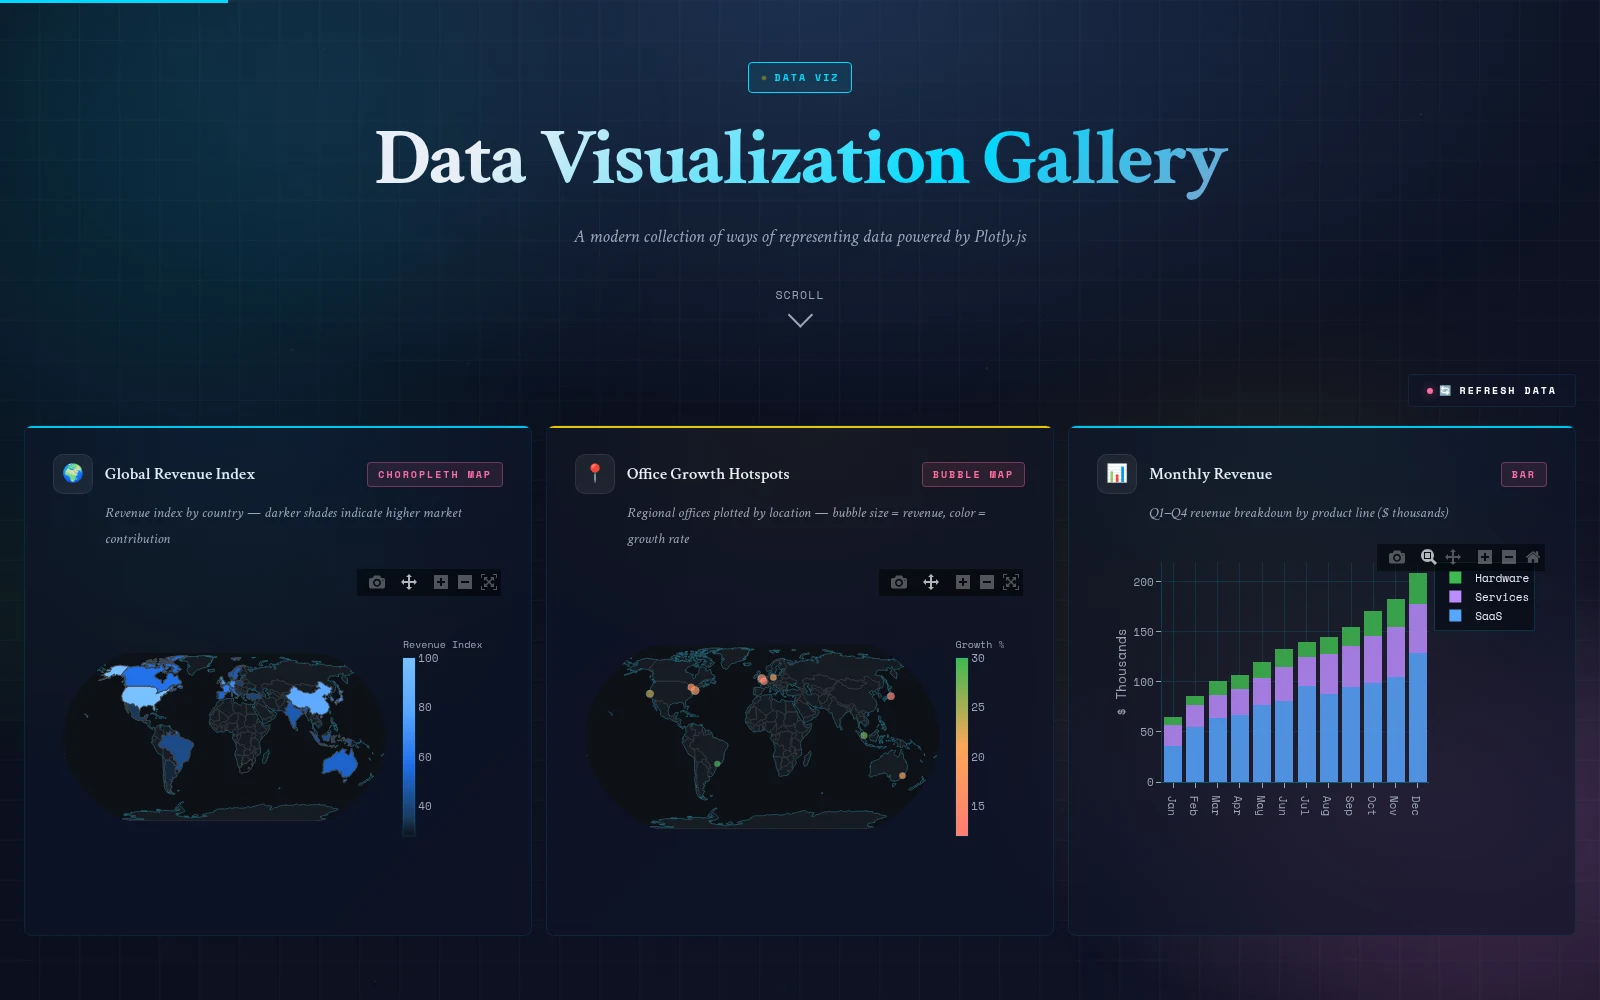 DATA VIZ
Data Visualization Gallery
A modern collection of ways of representing data powered by Plotly.js
SCROLL
REFRESH DATA
Global Revenue Index
CHOROPLETH MAP
Revenue index by country — darker shades indicate higher market
contribution
Revenue Index
100
80
60
40
Office Growth Hotspots
BUBBLE MAP
Regional offices plotted by location — bubble size = revenue, color =
growth rate
Growth %
30
25
20
15
Monthly Revenue
BAR
Q1–Q4 revenue breakdown by product line ($ thousands)
Hardware
Services
SaaS
$ Thousands
200
150
100
50
0
Jan
Feb
Mar
Apr
May
Jun
Jul
Aug
Sep
Oct
Nov
Dec